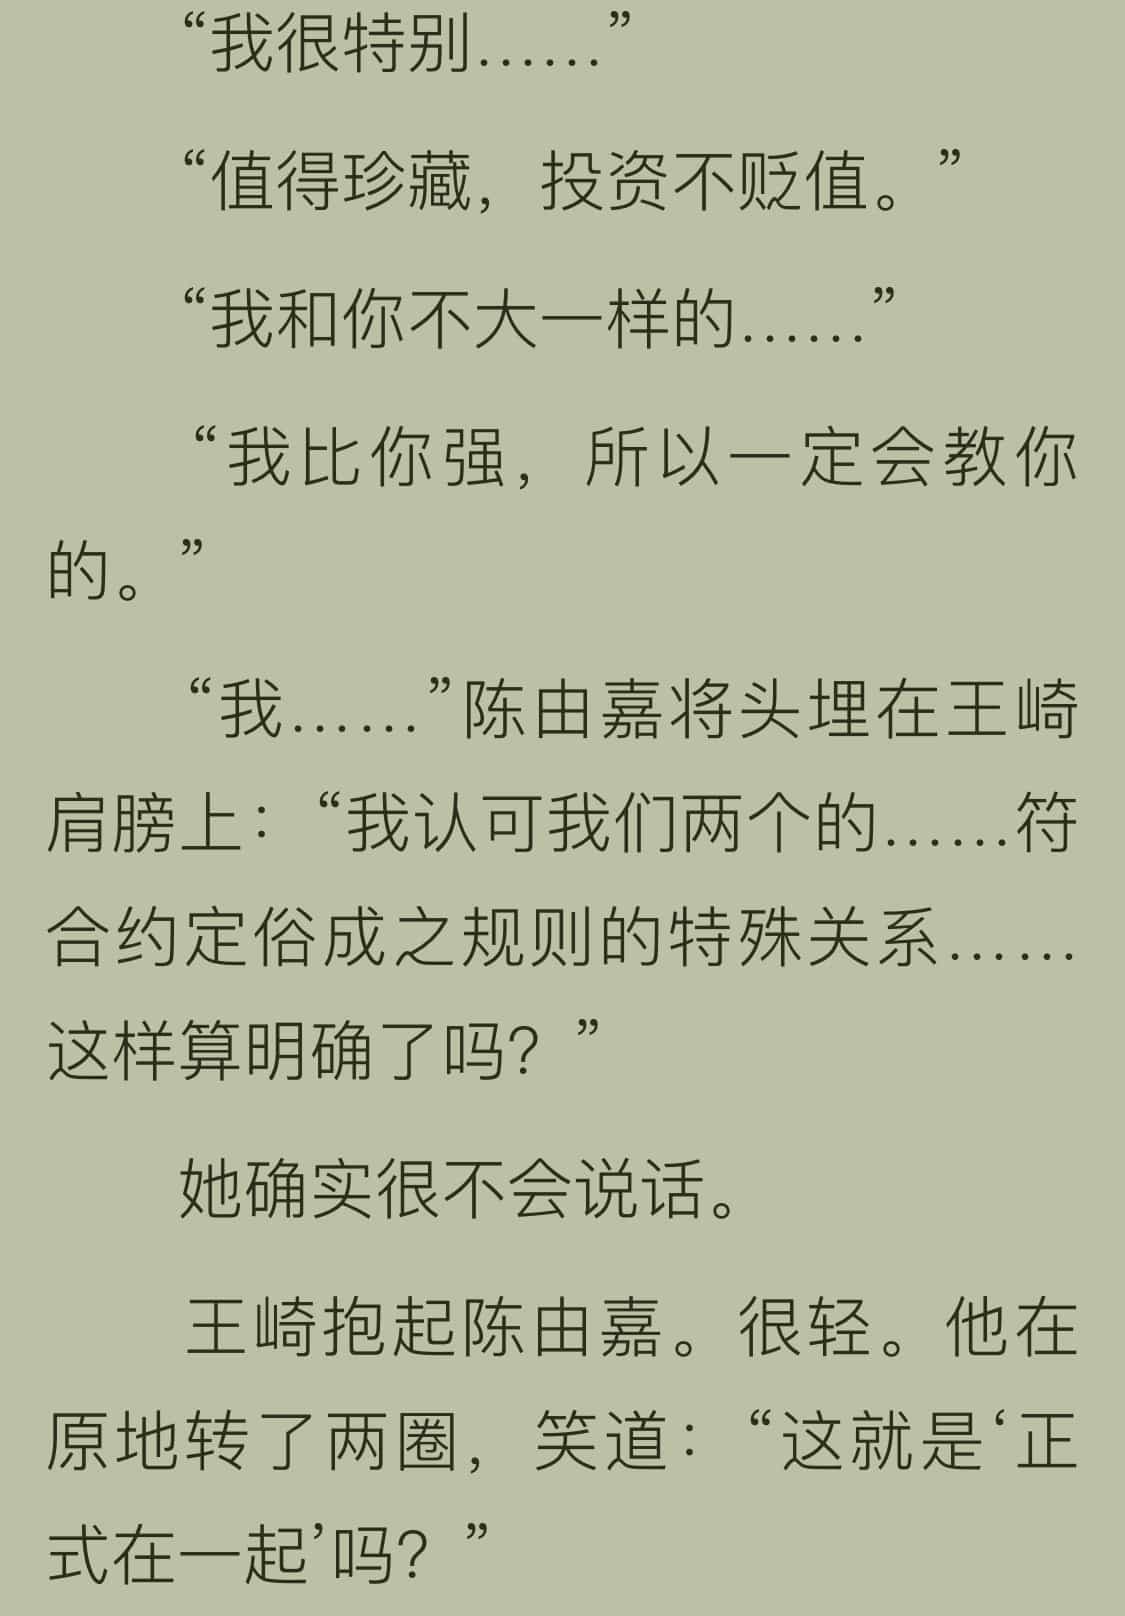 “我很特别……”
“值得珍藏，投资不贬值。”
“我和你不大一样的……”
“我比你强，所以一定会教你
的。”
“我……”陈由嘉将头埋在王崎
肩膀上：“我认可我们两个的……符
合约定俗成之规则的特殊关系……
这样算明确了吗？”
她确实很不会说话。
王崎抱起陈由嘉。很轻。他在
原地转了两圈，笑道：“这就是‘正
式在一起’吗？”